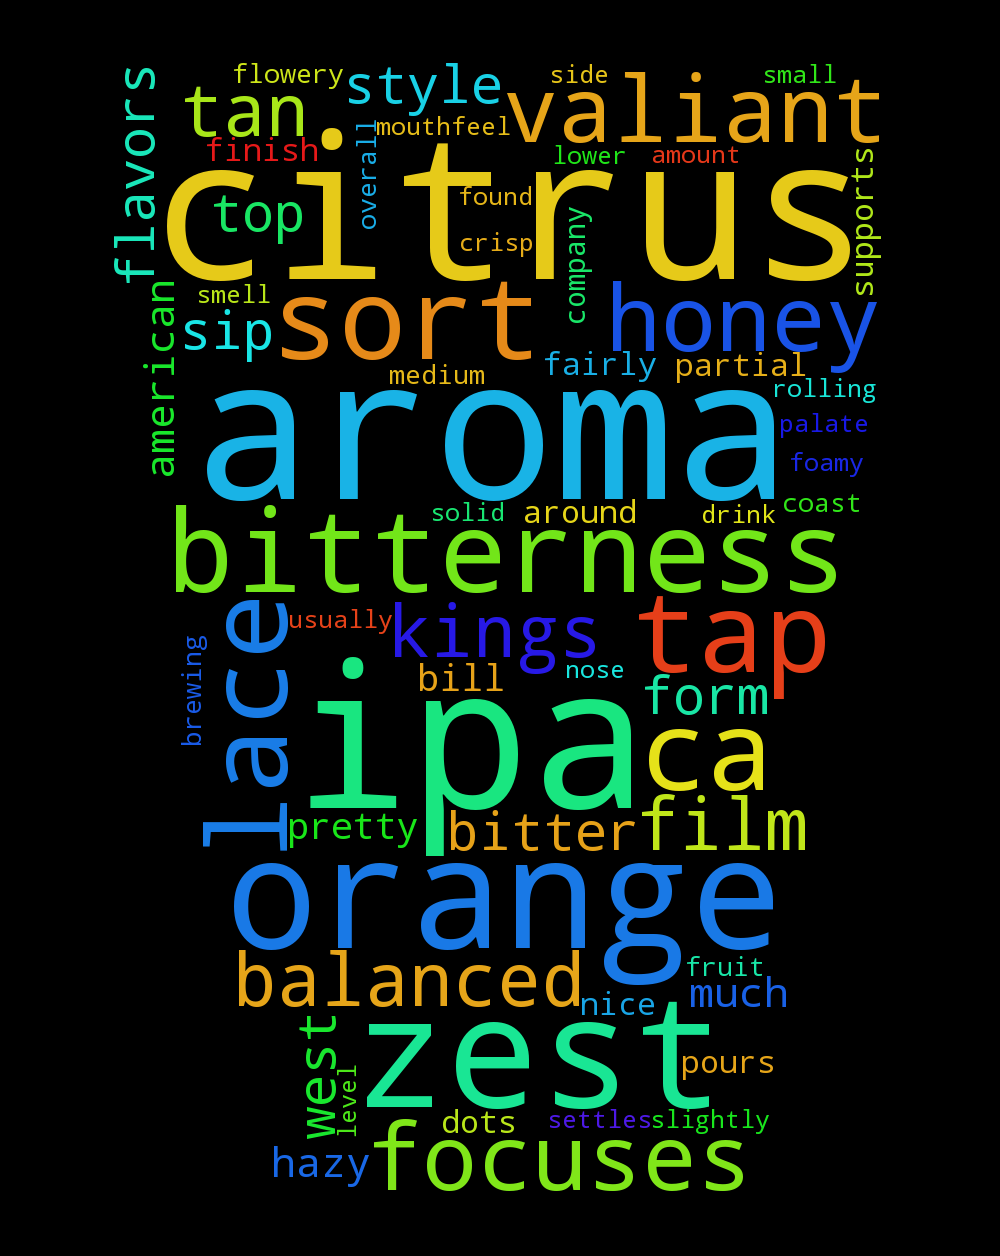 flowery
style
side
small
flavors
tan
valiant
mouthfeel
finish
overall
citrus
lower
amount
supports
top
found
crisp
company
american
smell
sip
sort
honey
fairly
partial
medium
rolling
aroma
palate
foamy
coast
solid
around
drink
bitterness
lace
usually
kings
tap
brewing
nose
bill
form
ipa
ca
pretty
bitter
film
orange
balanced
fruit
much
nice
west
zest
level
pours
dots
settles
slightly
hazy
focuses